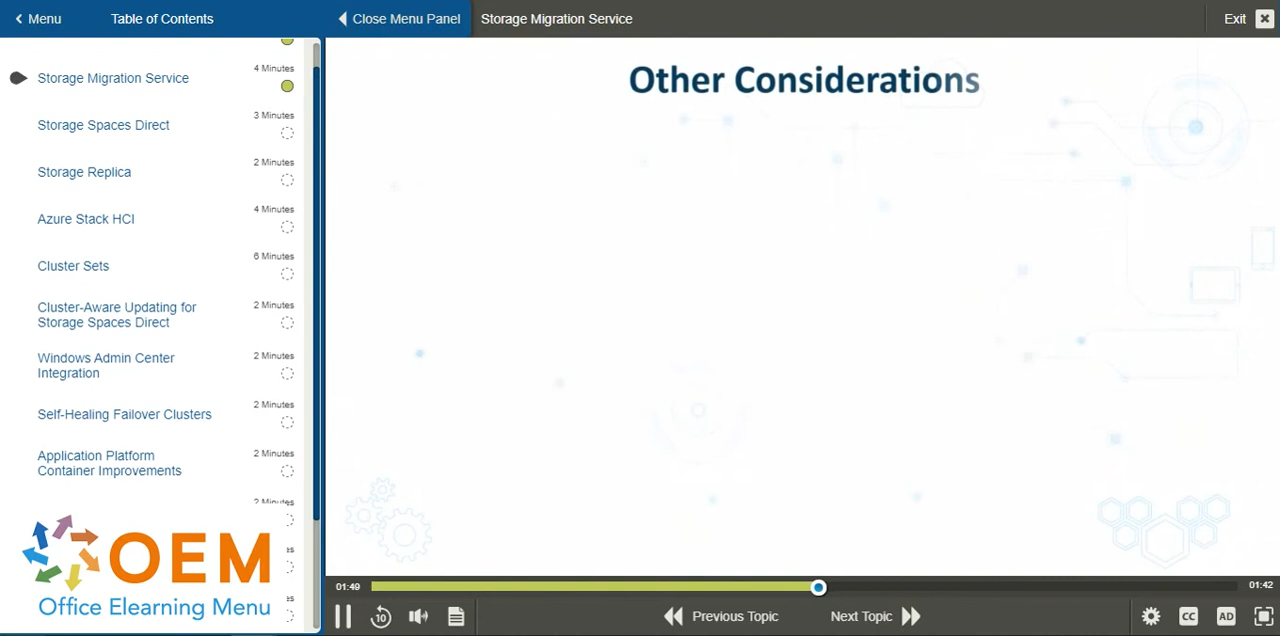 Menu
Table of Contents
Close Menu Panel
Storage Migration Service
Exit
Storage Migration Service
4 Minutes
Storage Spaces Direct
3 Minutes
Storage Replica
2 Minutes
Azure Stack HCI
4 Minutes
Cluster Sets
6 Minutes
Cluster-Aware Updating for
Storage Spaces Direct
2 Minutes
Windows Admin Center
Integration
2 Minutes
Self-Healing Failover Clusters
2 Minutes
Application Platform
Container Improvements
2 Minutes
2 Minutes
OEM
Office Elearning Menu
Other Considerations
01:49
01:42
10
Previous Topic
Next Topic
CC
AD